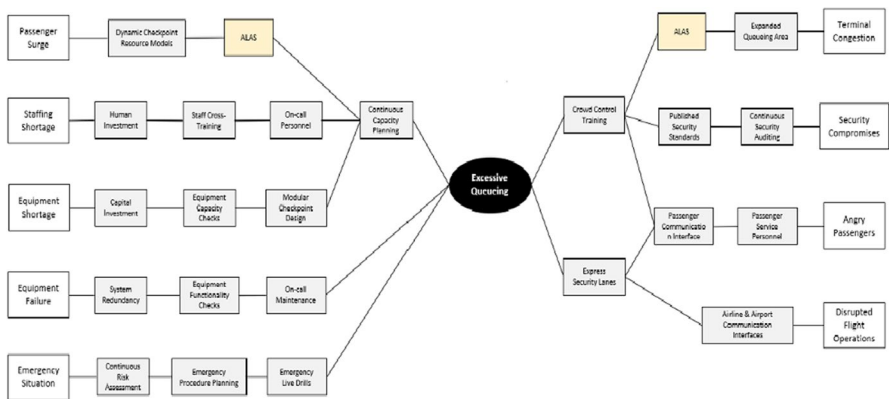 Passenger
Surge
Dynamic Checkpoint
Resource Models
ALAS
Staffing
Shortage
Human
Investment
Staff Cross-
Training
On-call
Personnel
Continuous
Capacity
Planning
Equipment
Shortage
Capital
Investment
Equipment
Capacity
Checks
Modular
Checkpoint
Design
Equipment
Failure
System
Redundancy
Equipment
Functionality
Checks
On-call
Maintenance
Emergency
Situation
Continuous
Risk
Assessment
Emergency
Procedure Planning
Emergency
Live Drills
Excessive
Queueing
Crowd Control
Training
Express
Security Lanes
ALAS
Expanded
Queueing Area
Terminal
Congestion
Published
Security
Standards
Continuous
Security
Auditing
Security
Compromises
Passenger
Communicatio
n Interface
Passenger
Service
Personnel
Angry
Passengers
Airline & Airport
Communication
Interfaces
Disrupted
Flight
Operations